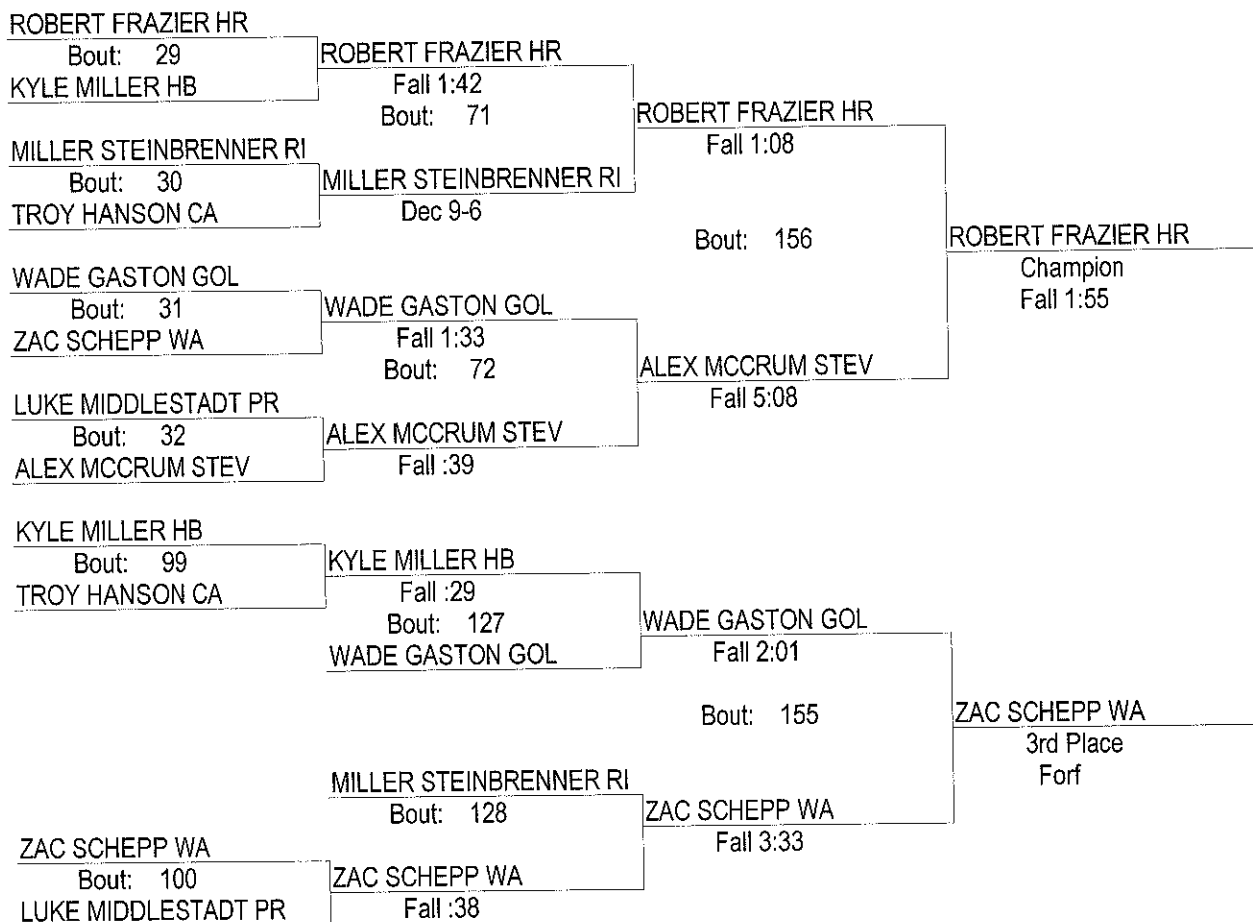 ROBERT FRAZIER HR
Bout: 29
KYLE MILLER HB
ROBERT FRAZIER HR
Fall 1:42
Bout: 71
MILLER STEINBRENNER RI
Bout: 30
TROY HANSON CA
MILLER STEINBRENNER RI
Dec 9-6
ROBERT FRAZIER HR
Fall 1:08
Bout: 156
ROBERT FRAZIER HR
Champion
Fall 1:55
WADE GASTON GOL
Bout: 31
ZAC SCHEPP WA
WADE GASTON GOL
Fall 1:33
Bout: 72
LUKE MIDDLESTADT PR
Bout: 32
ALEX MCCRUM STEV
ALEX MCCRUM STEV
Fall :39
ALEX MCCRUM STEV
Fall 5:08
KYLE MILLER HB
Bout: 99
TROY HANSON CA
KYLE MILLER HB
Fall :29
Bout: 127
WADE GASTON GOL
WADE GASTON GOL
Fall 2:01
Bout: 155
ZAC SCHEPP WA
3rd Place
Forf
MILLER STEINBRENNER RI
Bout: 128
ZAC SCHEPP WA
Fall 3:33
ZAC SCHEPP WA
Bout: 100
LUKE MIDDLESTADT PR
ZAC SCHEPP WA
Fall :38